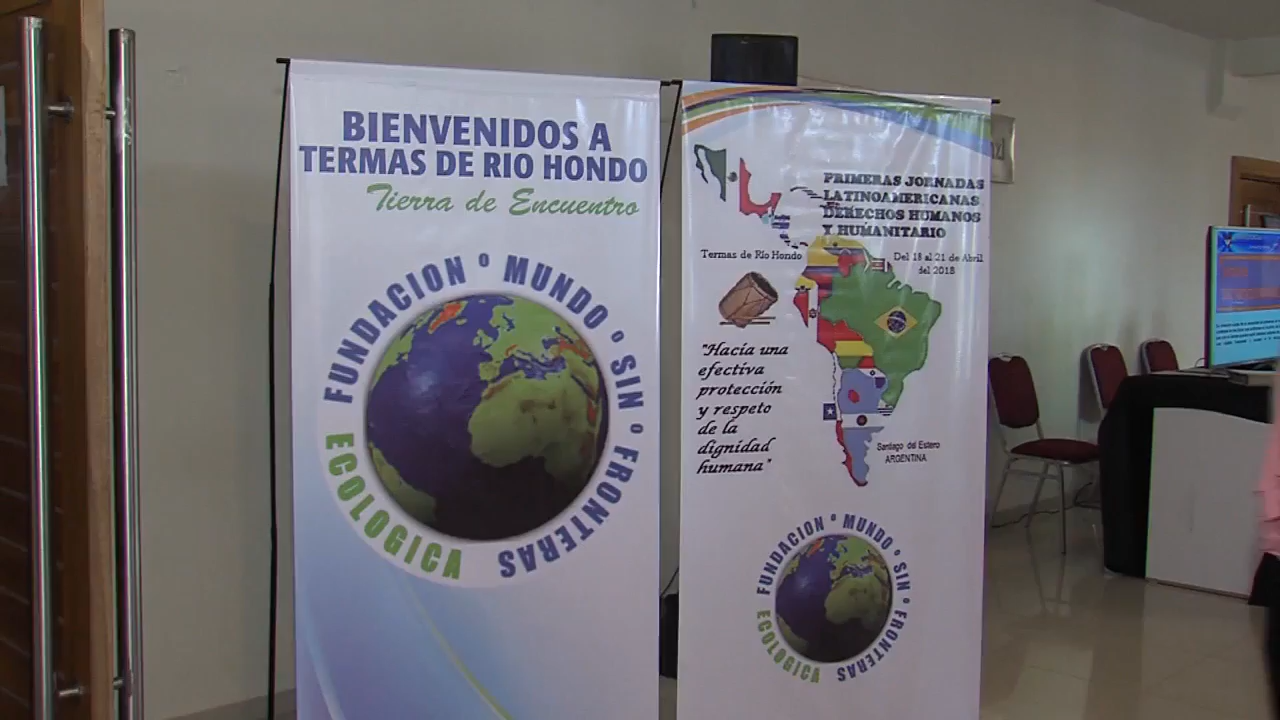 BIENVENIDOS A
TERMAS DE RIO HONDO
Tierra de Encuentro
FUNDACION º MUNDO º SIN º FRONTERAS
ECOLOGICA
PRIMERAS JORNADAS
LATINOAMERICANAS
DERECHOS HUMANOS
Y HUMANITARIO
Termas de Río Hondo
Del 18 al 21 de Abril
del 2018
"Hacía una
efectiva
protección
y respeto
de la
dignidad
humana"
Santiago del Estero
ARGENTINA
FUNDACION º MUNDO º SIN º FRONTERAS
ECOLOGICA